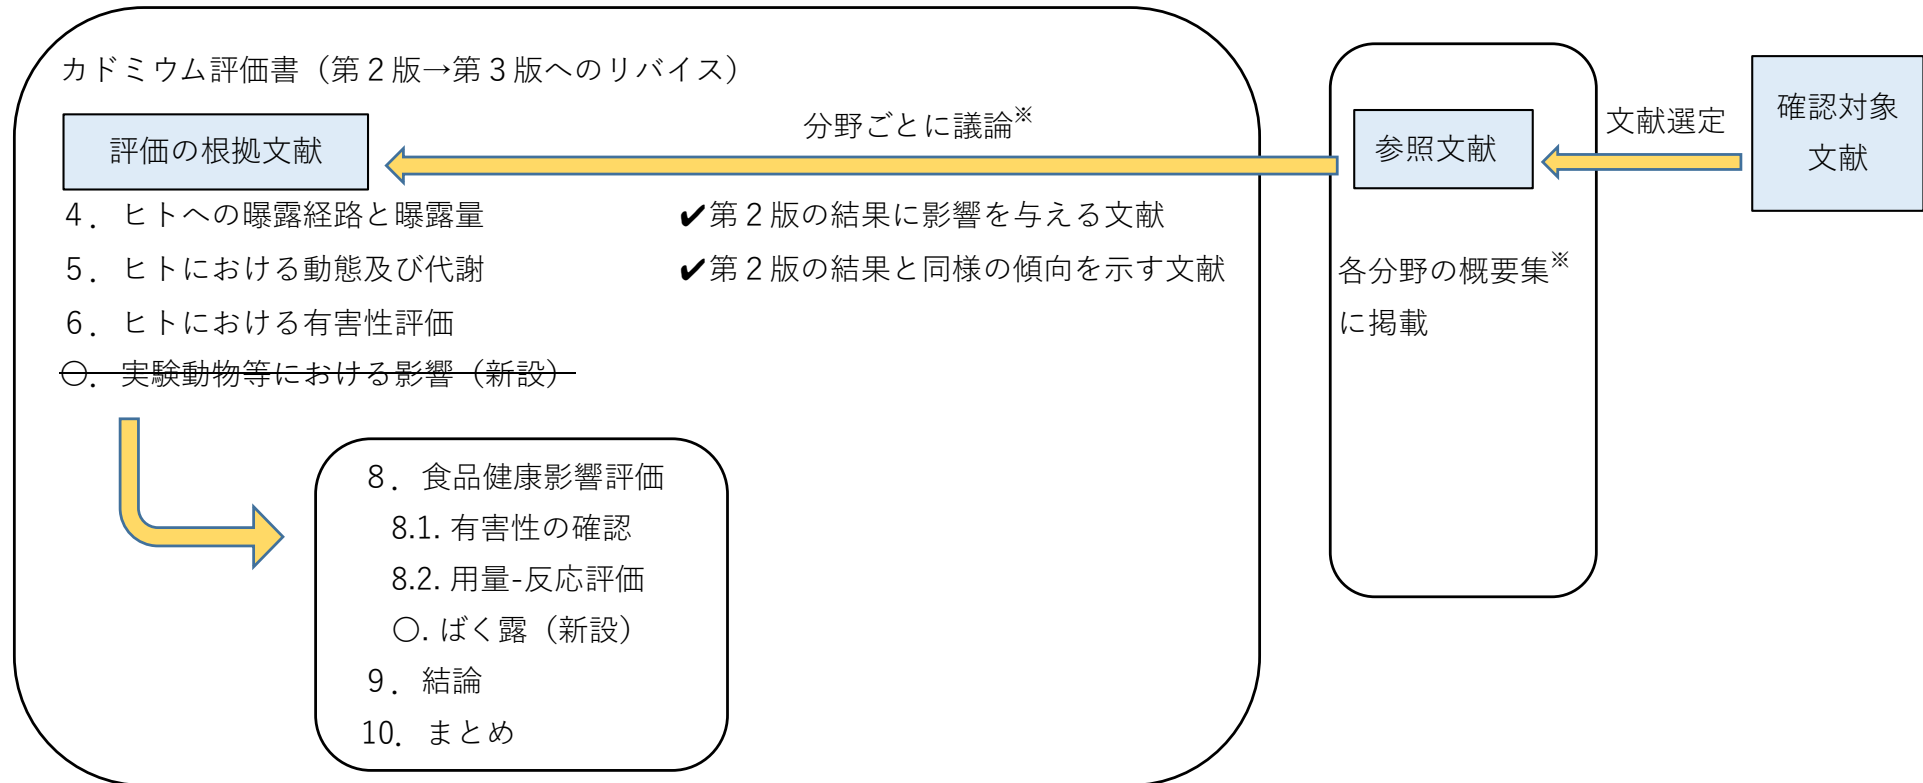 カドミウム評価書（第２版→第３版へのリバイス）
評価の根拠文献
分野ごとに議論※
参照文献
文献選定
確認対象
文献
４．ヒトへの曝露経路と曝露量
５．ヒトにおける動態及び代謝
６．ヒトにおける有害性評価
〇．実験動物等における影響（新設）
✔第２版の結果に影響を与える文献
✔第２版の結果と同様の傾向を示す文献
各分野の概要集※
に掲載
８．食品健康影響評価
8.1. 有害性の確認
8.2. 用量-反応評価
〇. ばく露（新設）
９．結論
10．まとめ